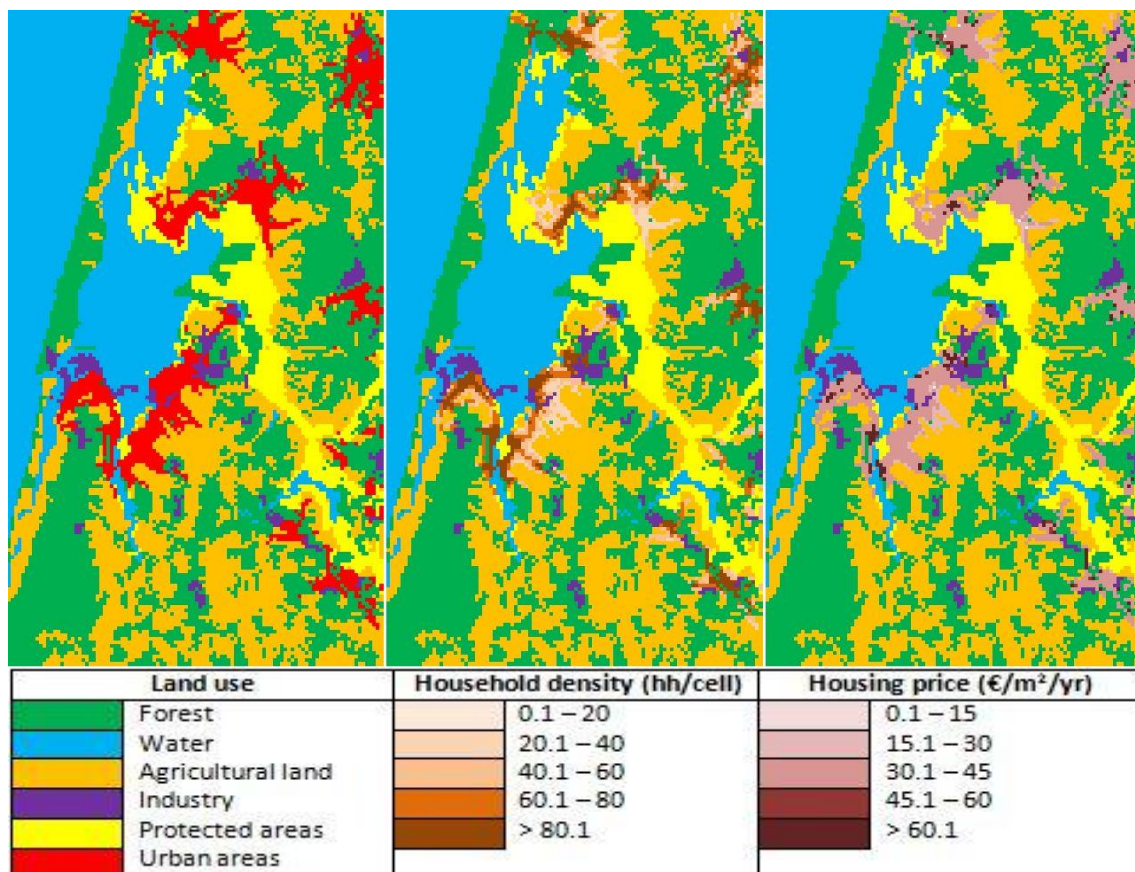 Land use
Forest
Water
Agricultural land
Industry
Protected areas
Urban areas
Household density (hh/cell)
0.1 – 20
20.1 – 40
40.1 – 60
60.1 – 80
> 80.1
Housing price (€/m²/yr)
0.1 – 15
15.1 – 30
30.1 – 45
45.1 – 60
> 60.1